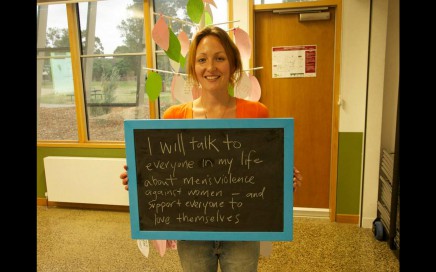 I will talk to
everyone in my life
about men's violence
against women - and
support everyone to
love themselves